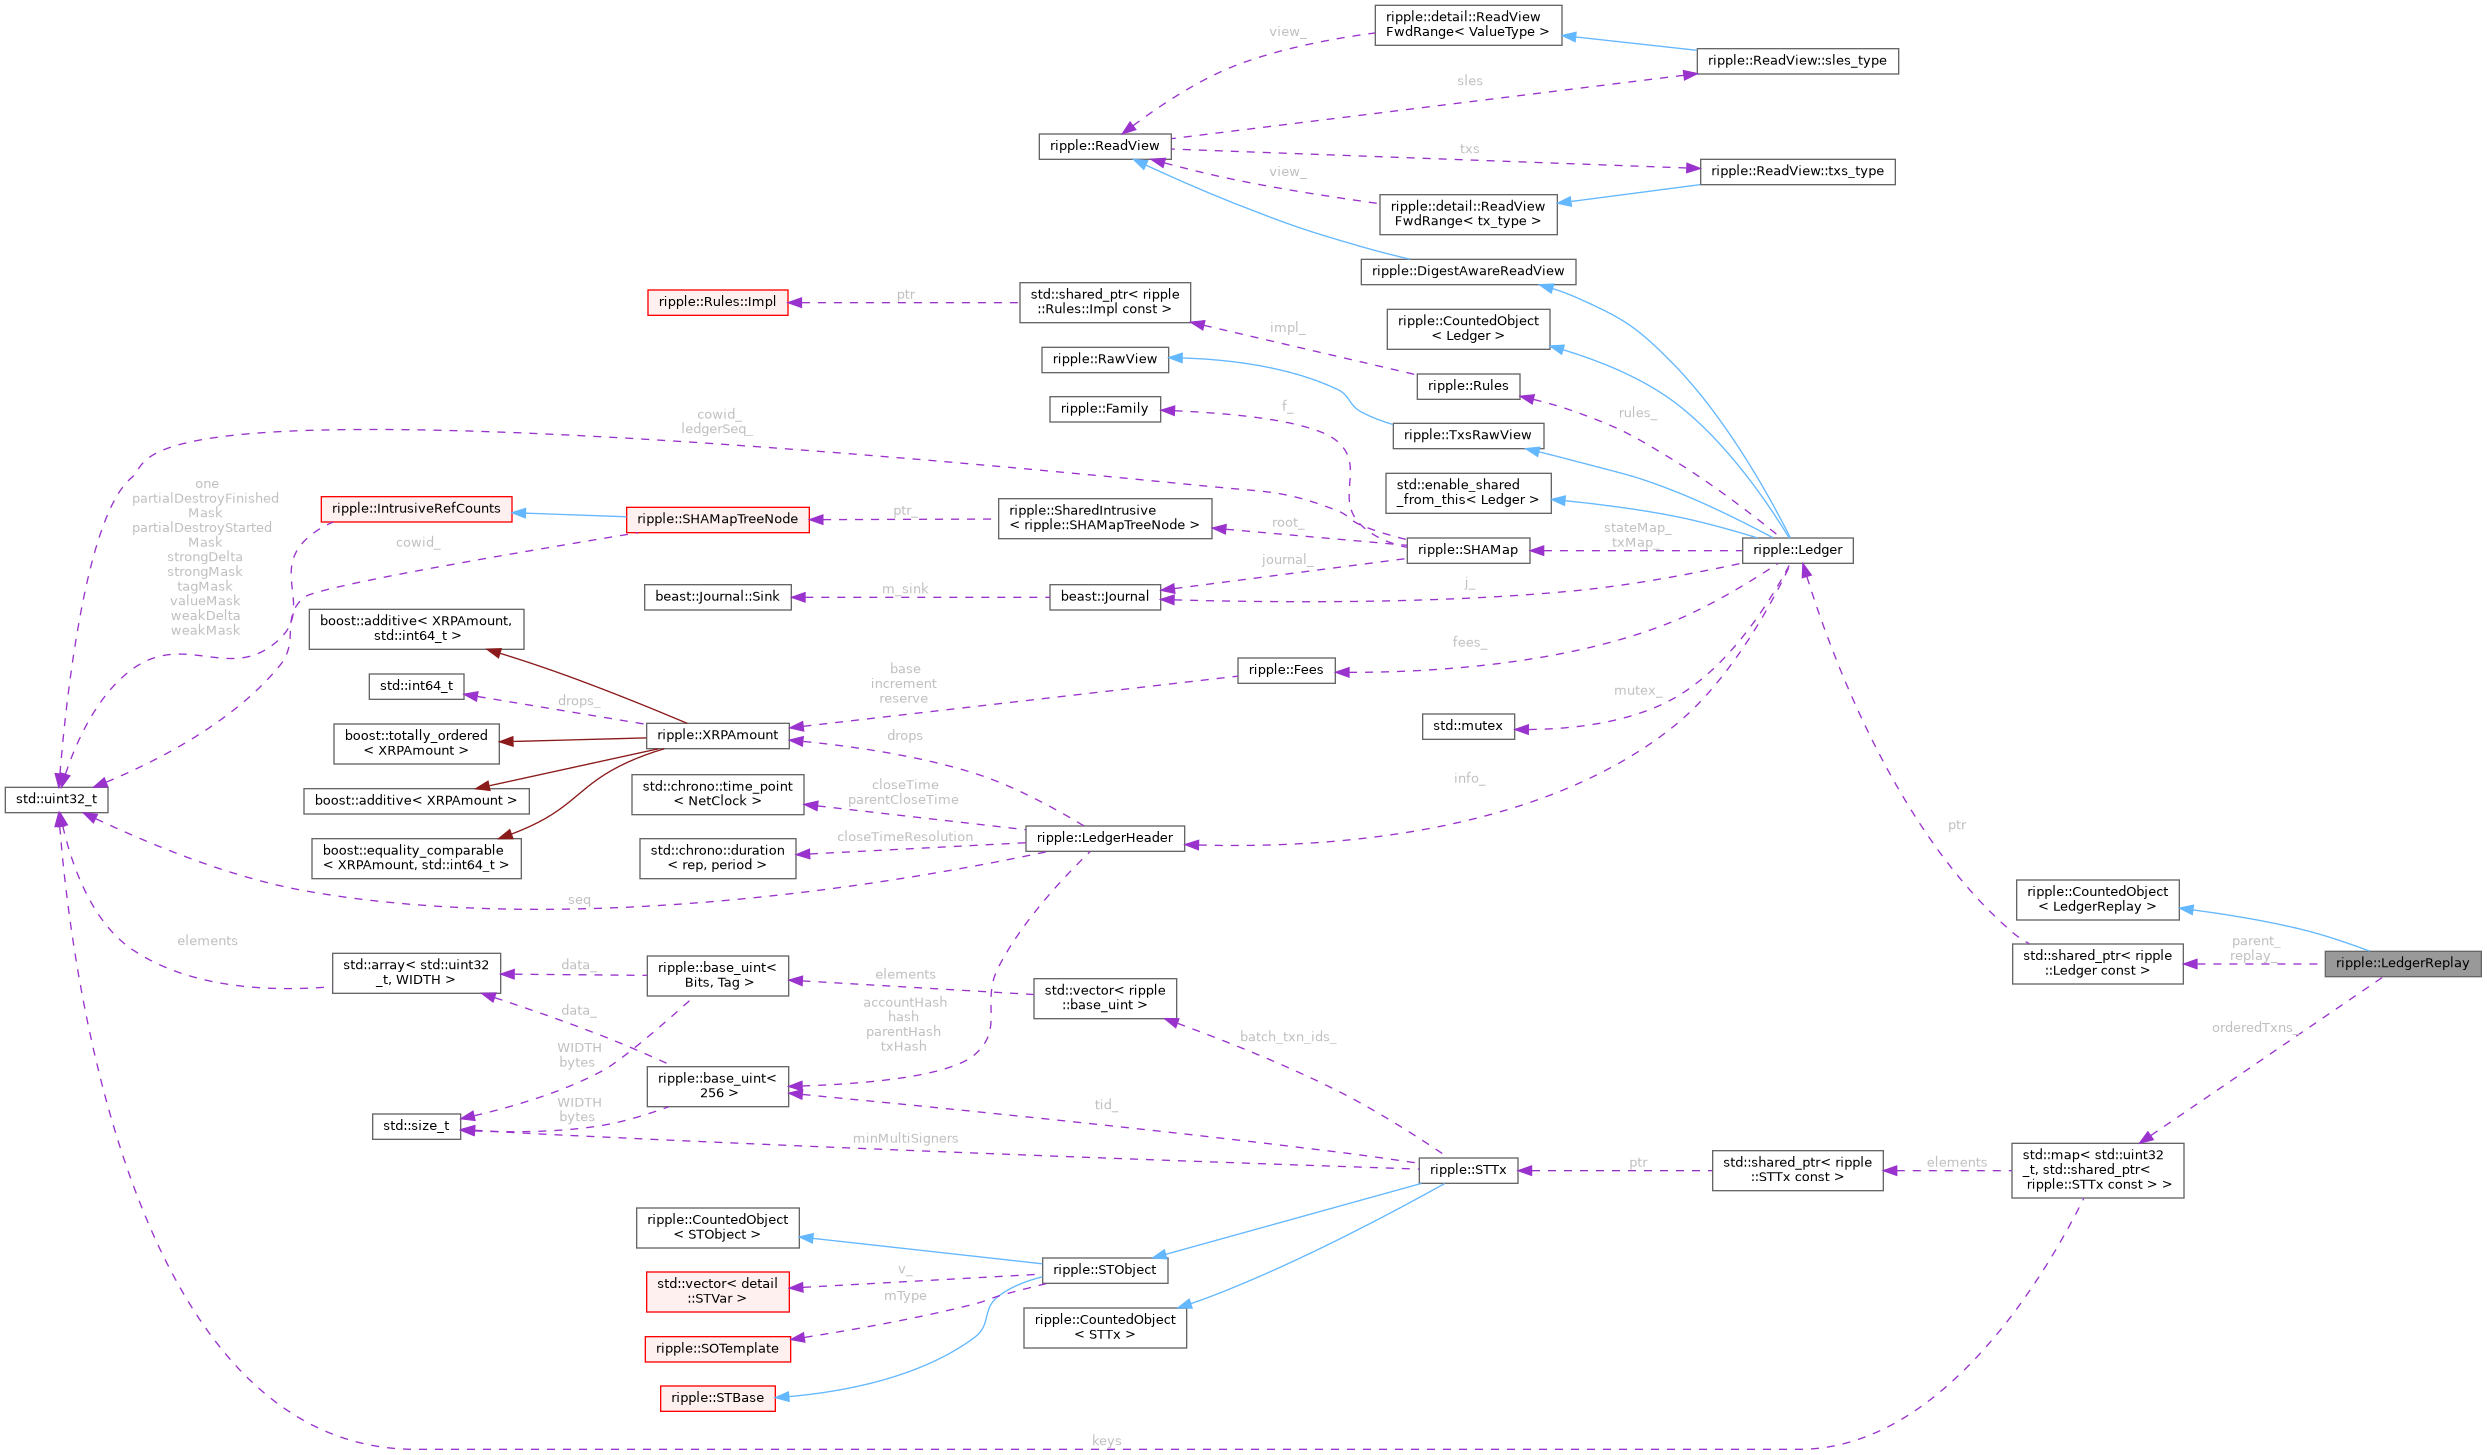 ripple::detail::ReadView
FwdRange< ValueType >
view_
ripple::ReadView::sles_type
sles
ripple::ReadView
txs
ripple::ReadView::txs_type
view_
ripple::detail::ReadView
FwdRange< tx_type >
ripple::DigestAwareReadView
ripple::Rules::Impl
ptr
std::shared_ptr< ripple
::Rules::Impl const >
ripple::CountedObject
< Ledger >
impl_
ripple::RawView
ripple::Rules
ripple::Family
f_
rules_
cowid_
ledgerSeq_
ripple::TxsRawView
std::enable_shared
_from_this< Ledger >
one
partialDestroyFinished
Mask
partialDestroyStarted
Mask
strongDelta
strongMask
tagMask
valueMask
weakDelta
weakMask
ripple::IntrusiveRefCounts
ripple::SHAMapTreeNode
ptr_
ripple::SharedIntrusive
< ripple::SHAMapTreeNode >
root_
stateMap_
txMap_
cowid_
ripple::SHAMap
ripple::Ledger
journal_
j_
beast::Journal::Sink
m_sink
beast::Journal
boost::additive< XRPAmount,
std::int64_t >
fees_
base
increment
reserve
ripple::Fees
std::int64_t
drops_
mutex_
std::mutex
boost::totally_ordered
< XRPAmount >
ripple::XRPAmount
drops
info_
std::chrono::time_point
< NetClock >
closeTime
parentCloseTime
std::uint32_t
boost::additive< XRPAmount >
ptr
ripple::LedgerHeader
closeTimeResolution
boost::equality_comparable
< XRPAmount, std::int64_t >
std::chrono::duration
< rep, period >
seq
ripple::CountedObject
< LedgerReplay >
elements
parent_
replay_
std::shared_ptr< ripple
::Ledger const >
ripple::LedgerReplay
std::array< std::uint32
_t, WIDTH >
data_
ripple::base_uint<
Bits, Tag >
elements
std::vector< ripple
::base_uint >
data_
accountHash
hash
parentHash
txHash
batch_txn_ids_
orderedTxns_
WIDTH
bytes
ripple::base_uint<
256 >
WIDTH
bytes
tid_
std::size_t
minMultiSigners
ripple::STTx
ptr
std::shared_ptr< ripple
::STTx const >
elements
std::map< std::uint32
_t, std::shared_ptr<
ripple::STTx const > >
ripple::CountedObject
< STObject >
ripple::STObject
v_
std::vector< detail
::STVar >
mType
ripple::CountedObject
< STTx >
ripple::SOTemplate
ripple::STBase
keys